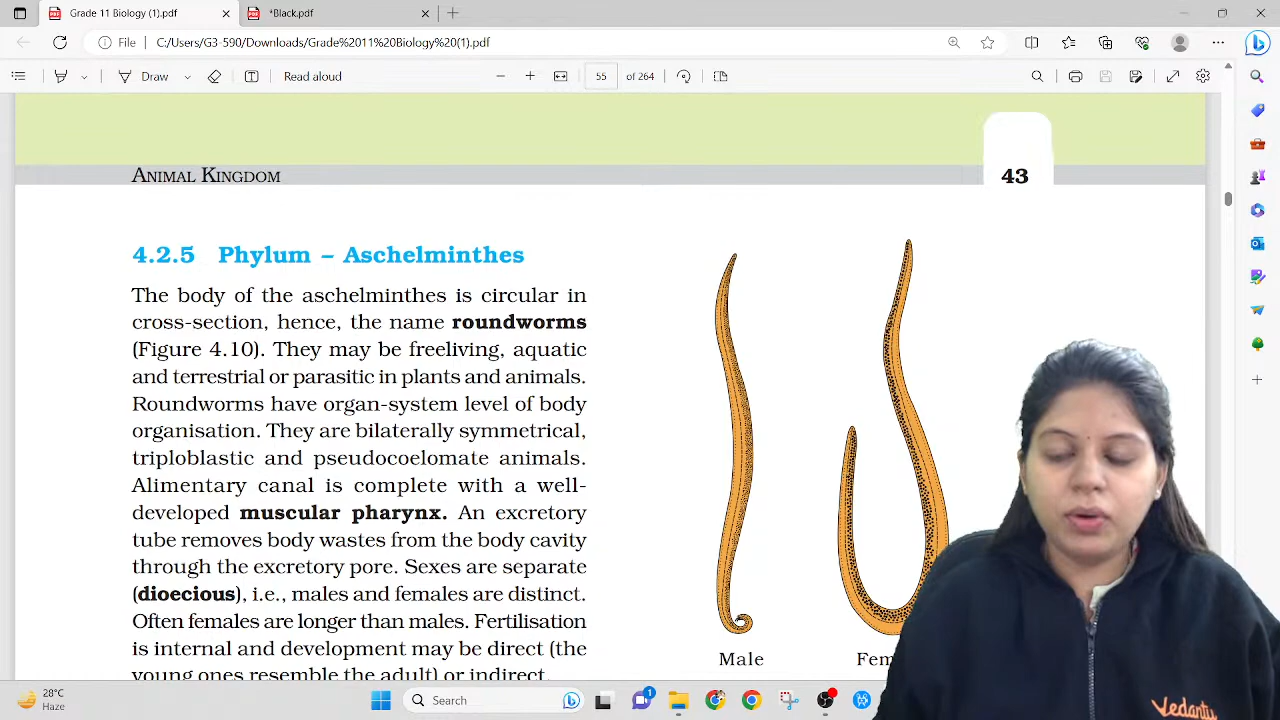 Grade 11 Biology (1).pdf
*Black.pdf
File
C:/Users/G3-590/Downloads/Grade%2011%20Biology%20(1).pdf
Draw
Read aloud
55 of 264
ANIMAL KINGDOM
43
4.2.5 Phylum – Aschelminthes
The body of the aschelminthes is circular in
cross-section, hence, the name roundworms
(Figure 4.10). They may be freeliving, aquatic
and terrestrial or parasitic in plants and animals.
Roundworms have organ-system level of body
organisation. They are bilaterally symmetrical,
triploblastic and pseudocoelomate animals.
Alimentary canal is complete with a well-
developed muscular pharynx. An excretory
tube removes body wastes from the body cavity
through the excretory pore. Sexes are separate
(dioecious), i.e., males and females are distinct.
Often females are longer than males. Fertilisation
is internal and development may be direct (the
young ones resemble the adult) or indirect.
Male
Fem
28°C
Haze
Search
1
Vedantu